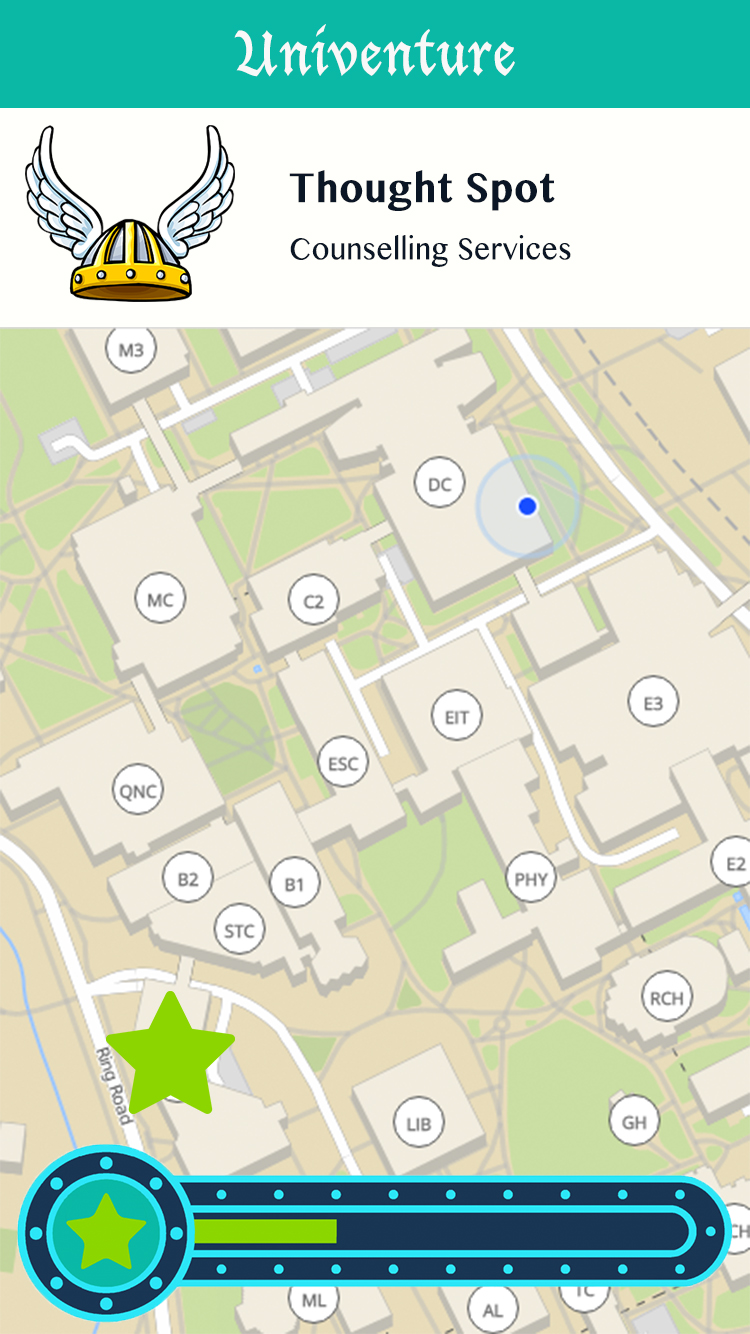 Univenture
Thought Spot
Counselling Services
M3
DC
MC
C2
E3
EIT
ESC
QNC
E2
B2
B1
PHY
STC
RCH
Ring Road
LIB
GH
CH
ML
AL
TC